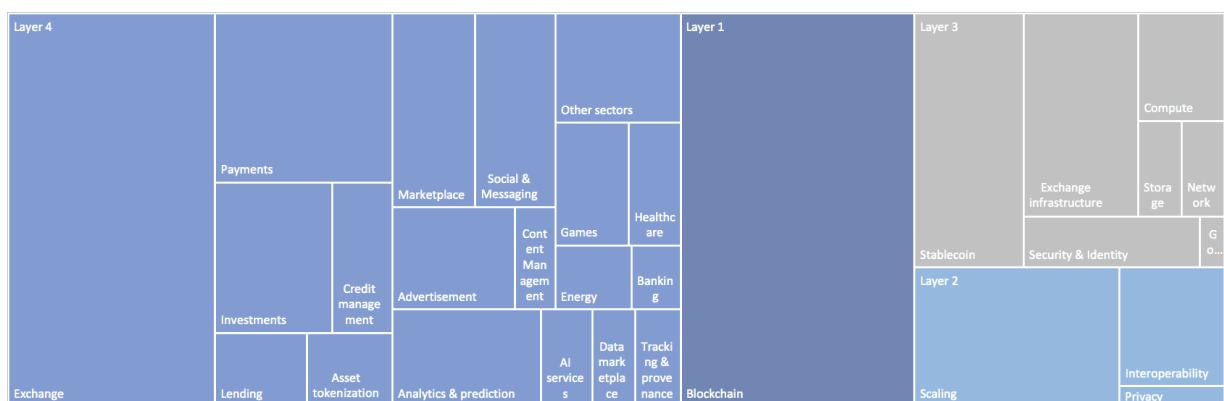 Layer 4
Exchange
Payments
Investments
Credit
manage
ment
Lending
Asset
tokenization
Marketplace
Social &
Messaging
Advertisement
Cont
ent
Man
agem
ent
Analytics & prediction
AI
service
s
Data
mark
etpla
ce
Tracki
ng &
prove
nance
Other sectors
Games
Healthc
are
Energy
Bankin
g
Layer 1
Blockchain
Layer 3
Stablecoin
Exchange
infrastructure
Compute
Stora
ge
Netw
ork
Security & Identity
G
o...
Layer 2
Scaling
Interoperability
Privacy